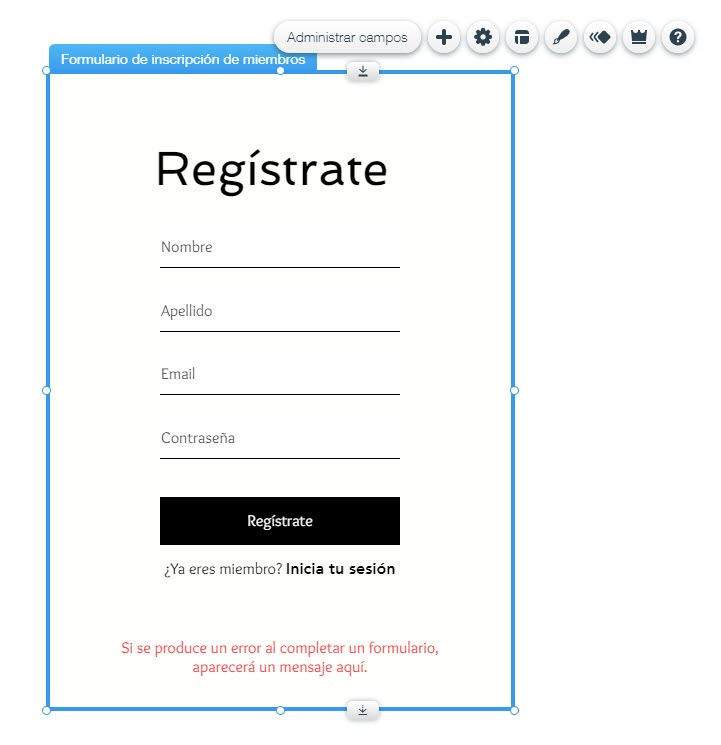 Administrar campos
Formulario de inscripción de miembros
Regístrate
Nombre
Apellido
Email
Contraseña
Regístrate
¿Ya eres miembro? Inicia tu sesión
Si se produce un error al completar un formulario,
aparecerá un mensaje aquí.